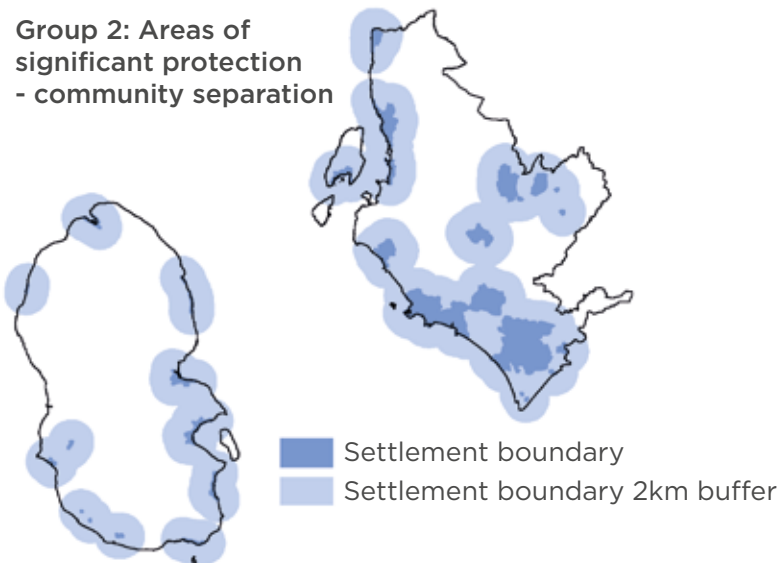 Group 2: Areas of
significant protection
- community separation
Settlement boundary
Settlement boundary 2km buffer